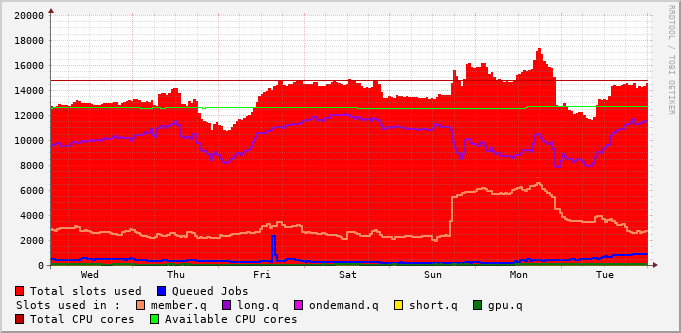 20000
18000
16000
14000
12000
10000
8000
6000
4000
2000
0
Wed Thu Fri Sat Sun Mon Tue
Total slots used Queued Jobs
Slots used in : member.q long.q ondemand.q short.q gpu.q
Total CPU cores Available CPU cores
RRDTOOL / TOBI OETIKER